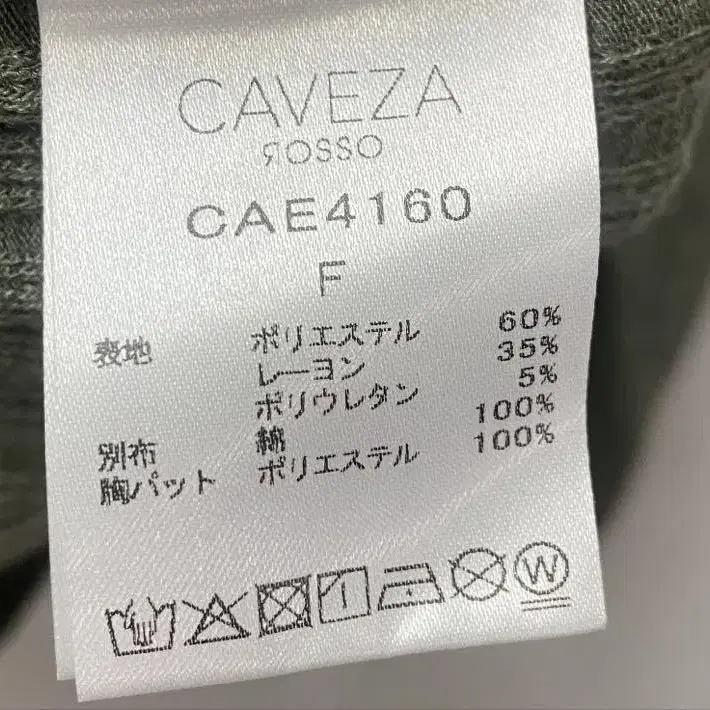 CAVEZA
ROSSO
CAE4160
F
表地 ポリエステル 60%
レーヨン 35%
ポリウレタン 5%
別布 綿 100%
胸パット ポリエステル 100%
W